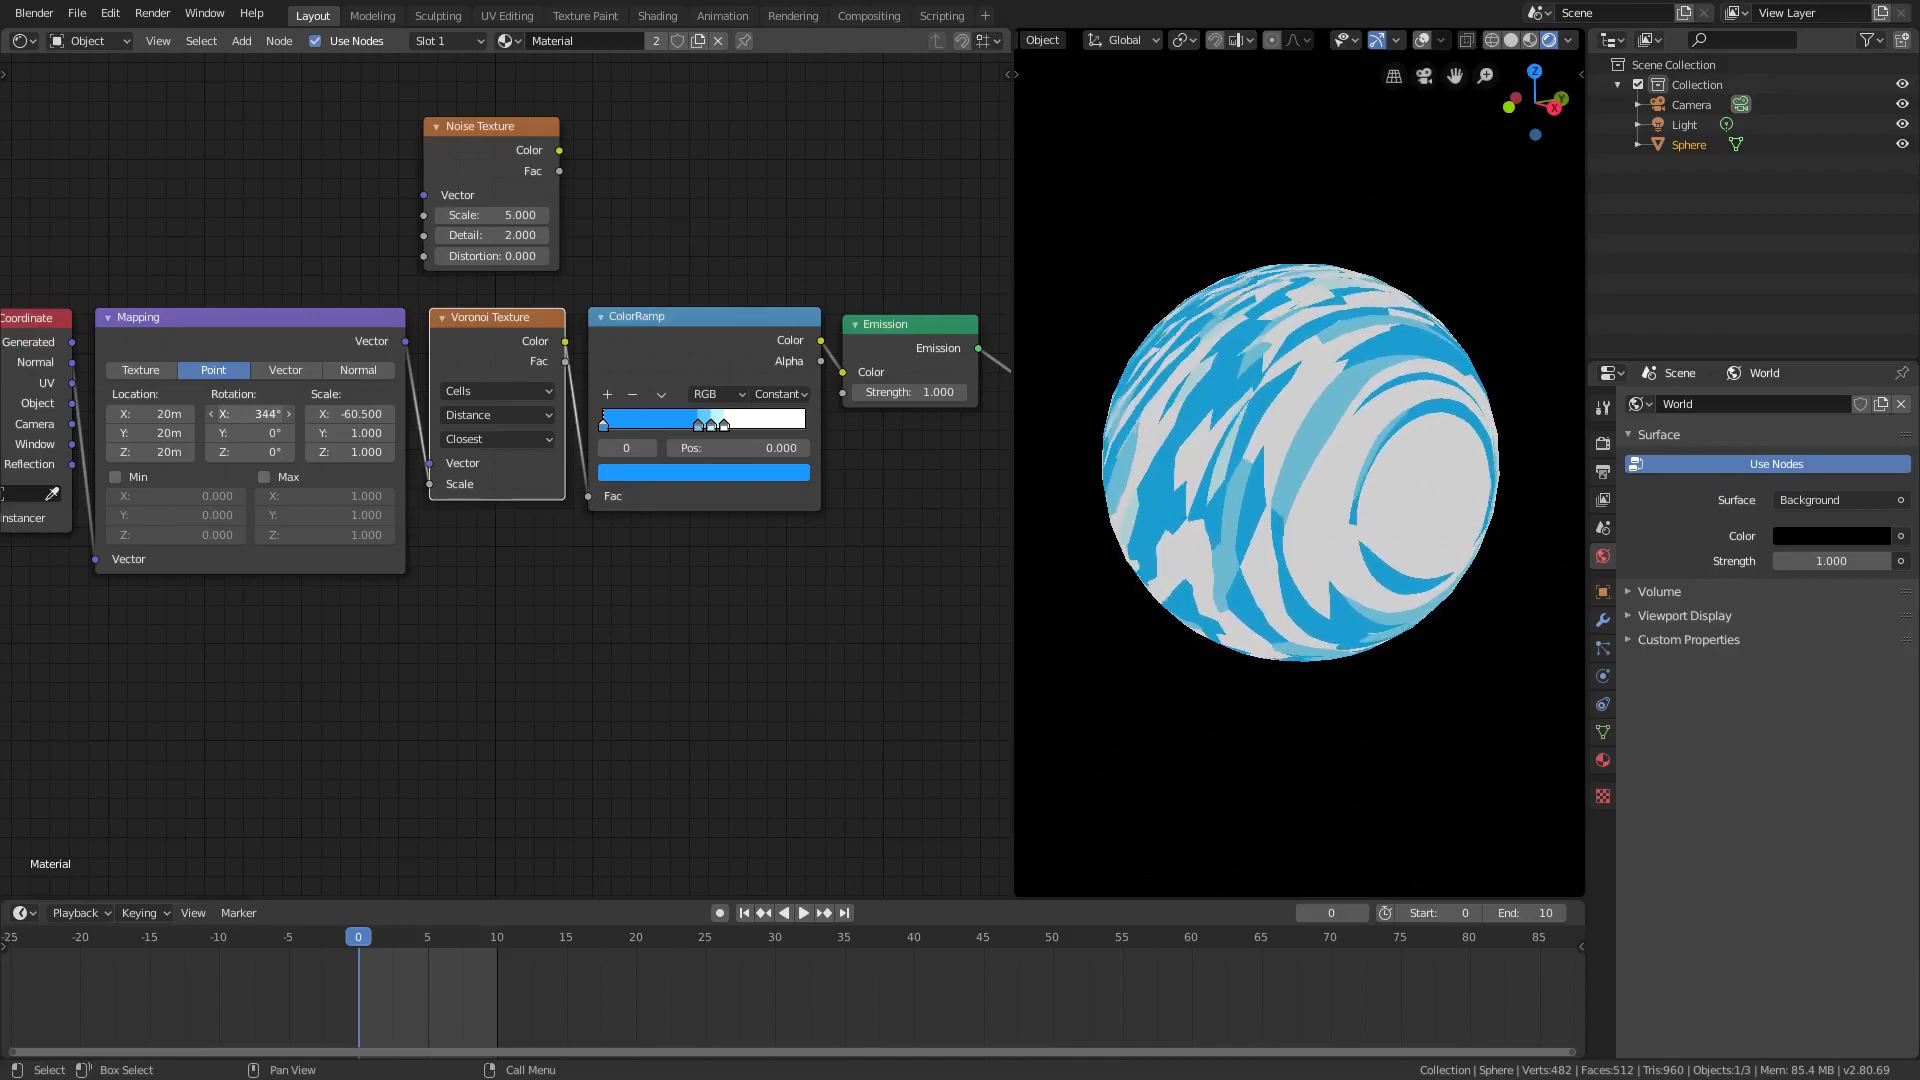 Blender File Edit Render Window Help Layout Modeling Sculpting UV Editing Texture Paint Shading Animation Rendering Compositing Scripting + Scene View Layer
Object View Select Add Node Use Nodes Slot 1 Material 2 Object Global
Scene Collection
Collection
Camera
Light
Sphere
Z
Y
X
Noise Texture
Color
Fac
Vector
Scale: 5.000
Detail: 2.000
Distortion: 0.000
Coordinate
Generated
Normal
UV
Object
Camera
Window
Reflection
Instancer
Mapping
Vector
Texture Point Vector Normal
Location: Rotation: Scale:
X: 20m X: 344° X: -60.500
Y: 20m Y: 0° Y: 1.000
Z: 20m Z: 0° Z: 1.000
Min Max
X: 0.000 X: 1.000
Y: 0.000 Y: 1.000
Z: 0.000 Z: 1.000
Vector
Voronoi Texture
Color
Fac
Cells
Distance
Closest
Vector
Scale
ColorRamp
Color
Alpha
+ − RGB Constant
0 Pos: 0.000
Fac
Emission
Emission
Color
Strength: 1.000
Material
Scene World
World
Surface
Use Nodes
Surface Background
Color
Strength 1.000
Volume
Viewport Display
Custom Properties
Playback Keying View Marker 0 Start: 0 End: 10
-25 -20 -15 -10 -5 0 5 10 15 20 25 30 35 40 45 50 55 60 65 70 75 80 85
Select Box Select Pan View Call Menu Collection | Sphere | Verts:482 | Faces:512 | Tris:960 | Objects:1/3 | Mem: 85.4 MB | v2.80.69